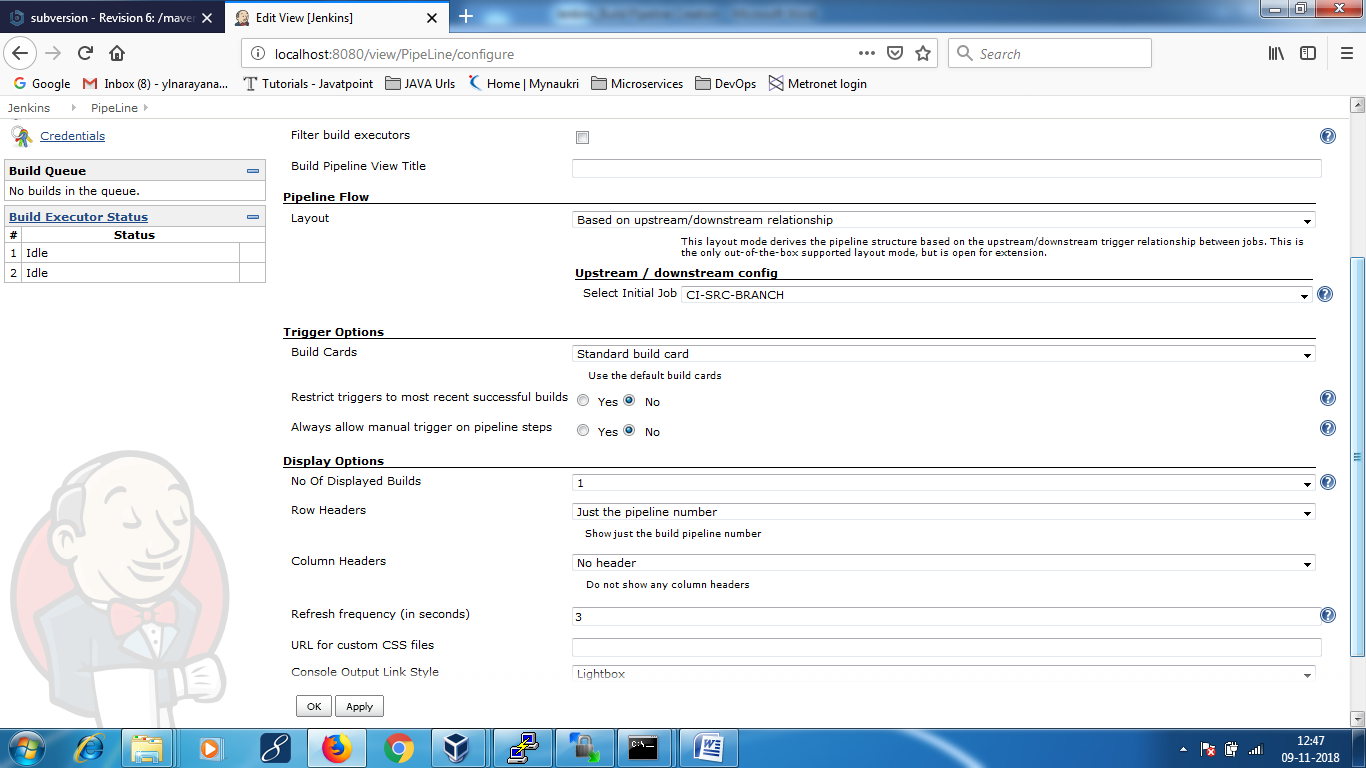 subversion - Revision 6: /maver
Edit View [Jenkins]
localhost:8080/view/PipeLine/configure
Search
Google
Inbox (8) - ylnarayana...
Tutorials - Javatpoint
JAVA Urls
Home | Mynaukri
Microservices
DevOps
Metronet login
Jenkins
PipeLine
Credentials
Build Queue
No builds in the queue.
Build Executor Status
# Status
1 Idle
2 Idle
Filter build executors
Build Pipeline View Title
Pipeline Flow
Layout
Based on upstream/downstream relationship
This layout mode derives the pipeline structure based on the upstream/downstream trigger relationship between jobs. This is
the only out-of-the-box supported layout mode, but is open for extension.
Upstream / downstream config
Select Initial Job CI-SRC-BRANCH
Trigger Options
Build Cards
Standard build card
Use the default build cards
Restrict triggers to most recent successful builds Yes No
Always allow manual trigger on pipeline steps Yes No
Display Options
No Of Displayed Builds
1
Row Headers
Just the pipeline number
Show just the build pipeline number
Column Headers
No header
Do not show any column headers
Refresh frequency (in seconds)
3
URL for custom CSS files
Console Output Link Style
Lightbox
OK Apply
12:47
09-11-2018